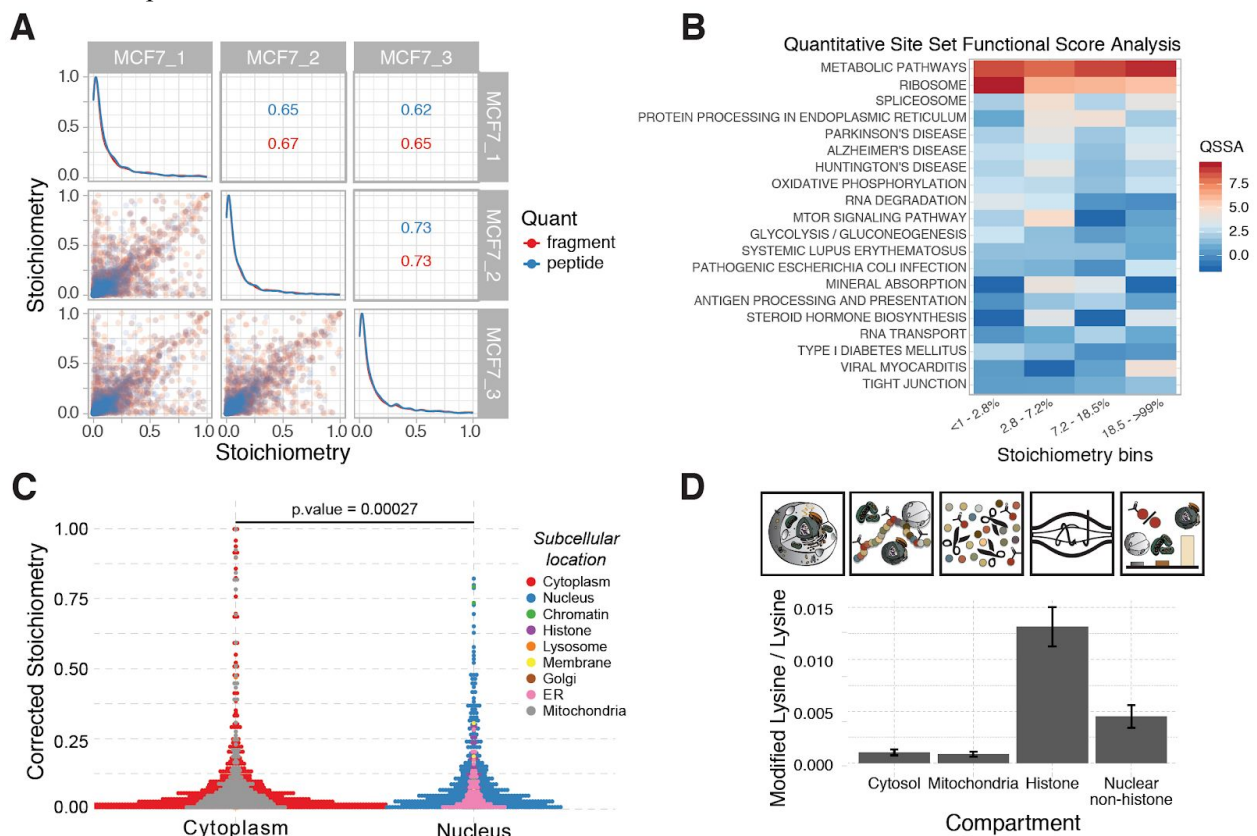 A
MCF7_1
MCF7_2
MCF7_3
1.0
0.5
0.0
0.65
0.67
0.62
0.65
MCF7_1
1.0
0.5
0.0
0.73
0.73
MCF7_2
1.0
0.5
0.0
MCF7_3
0.0 0.5 1.0 0.0 0.5 1.0 0.0 0.5 1.0
Stoichiometry
Stoichiometry
Quant
fragment
peptide
B
Quantitative Site Set Functional Score Analysis
METABOLIC PATHWAYS
RIBOSOME
SPLICEOSOME
PROTEIN PROCESSING IN ENDOPLASMIC RETICULUM
PARKINSON'S DISEASE
ALZHEIMER'S DISEASE
HUNTINGTON'S DISEASE
OXIDATIVE PHOSPHORYLATION
RNA DEGRADATION
MTOR SIGNALING PATHWAY
GLYCOLYSIS / GLUCONEOGENESIS
SYSTEMIC LUPUS ERYTHEMATOSUS
PATHOGENIC ESCHERICHIA COLI INFECTION
MINERAL ABSORPTION
ANTIGEN PROCESSING AND PRESENTATION
STEROID HORMONE BIOSYNTHESIS
RNA TRANSPORT
TYPE I DIABETES MELLITUS
VIRAL MYOCARDITIS
TIGHT JUNCTION
<1 - 2.8%
2.8 - 7.2%
7.2 - 18.5%
18.5 - >99%
Stoichiometry bins
QSSA
7.5
5.0
2.5
0.0
C
p.value = 0.00027
Corrected Stoichiometry
1.00
0.75
0.50
0.25
0.00
Cytoplasm
Nucleus
Subcellular
location
Cytoplasm
Nucleus
Chromatin
Histone
Lysosome
Membrane
Golgi
ER
Mitochondria
D
Modified Lysine / Lysine
0.015
0.010
0.005
0.000
Cytosol
Mitochondria
Histone
Nuclear
non-histone
Compartment